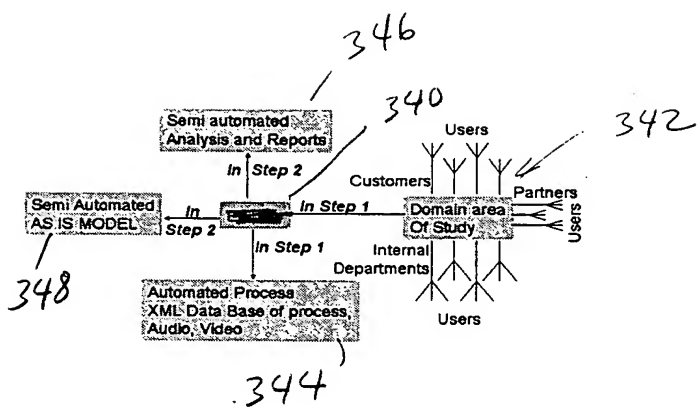 346
Semi automated
Analysis and Reports
340
Users
342
In Step 2
Customers
Partners
Semi Automated
AS IS MODEL
In
Step 2
In Step 1
Domain area
Of Study
Users
348
In Step 1
Internal
Departments
Automated Process
XML Data Base of process,
Audio, Video
Users
344